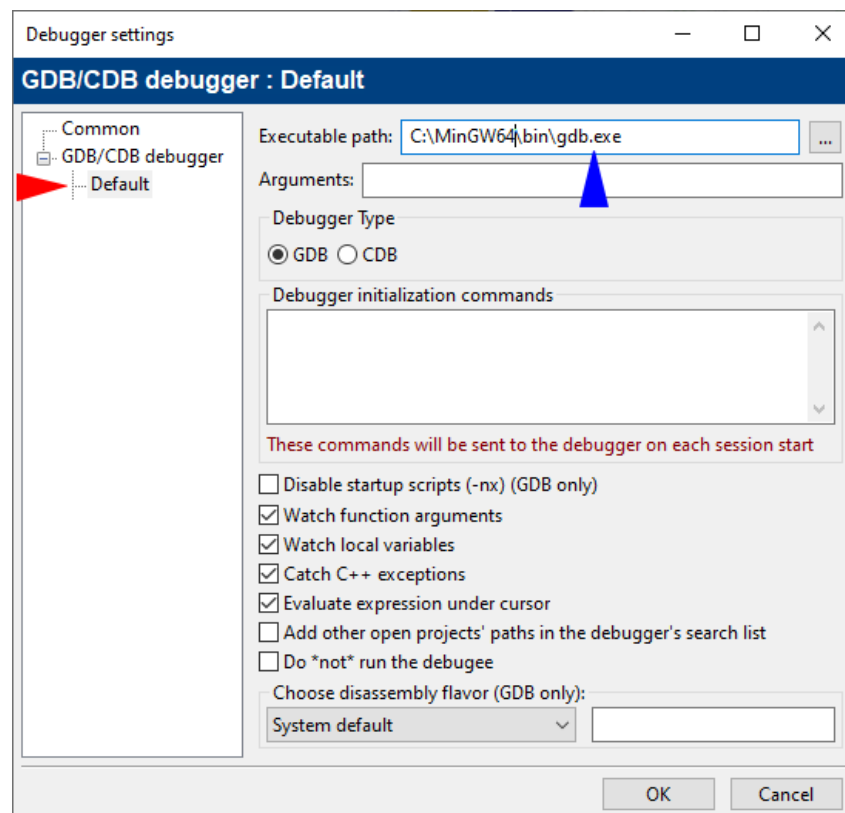 Debugger settings
GDB/CDB debugger : Default
Common
GDB/CDB debugger
Default
Executable path: C:\MinGW64\bin\gdb.exe ...
Arguments:
Debugger Type
GDB CDB
Debugger initialization commands
These commands will be sent to the debugger on each session start
Disable startup scripts (-nx) (GDB only)
Watch function arguments
Watch local variables
Catch C++ exceptions
Evaluate expression under cursor
Add other open projects' paths in the debugger's search list
Do *not* run the debugee
Choose disassembly flavor (GDB only):
System default
OK Cancel